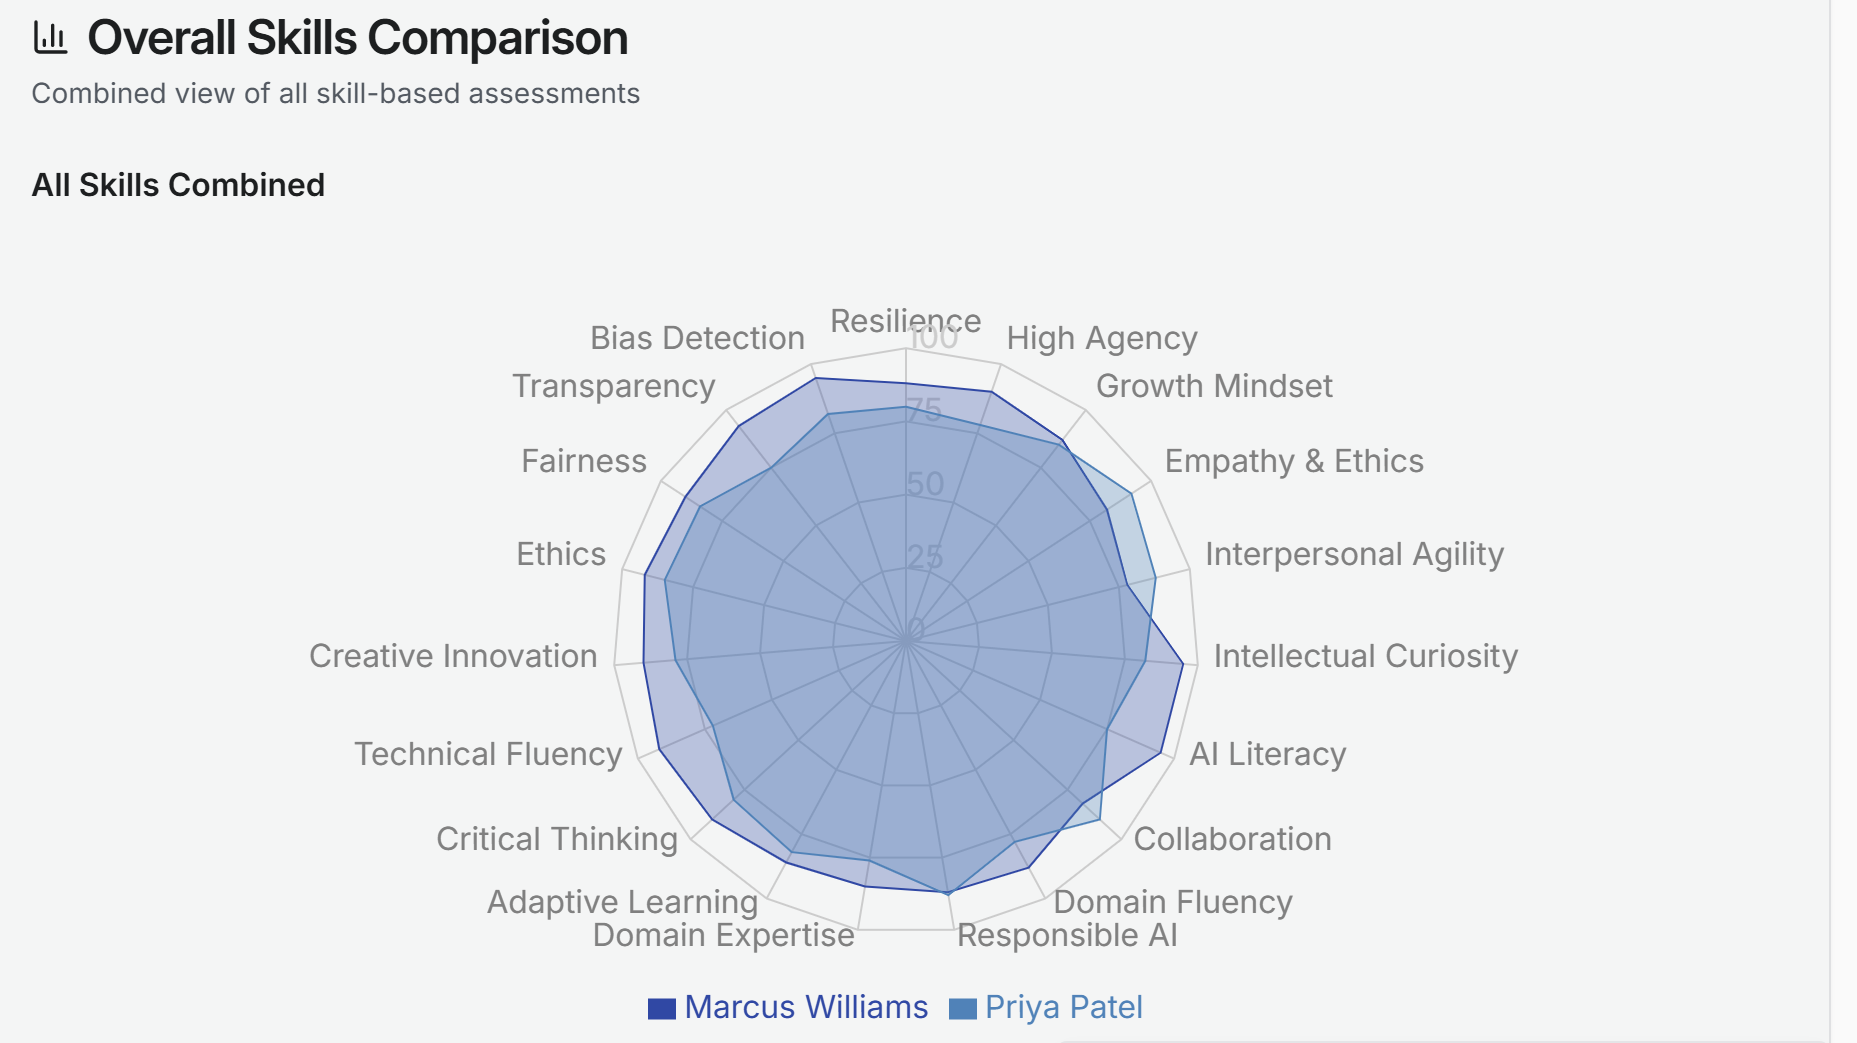 Overall Skills Comparison
Combined view of all skill-based assessments
All Skills Combined
Resilience
100
Bias Detection
High Agency
Transparency
Growth Mindset
75
Fairness
Empathy & Ethics
50
Ethics
Interpersonal Agility
25
0
Creative Innovation
Intellectual Curiosity
Technical Fluency
AI Literacy
Critical Thinking
Collaboration
Adaptive Learning
Domain Fluency
Domain Expertise
Responsible AI
Marcus Williams
Priya Patel